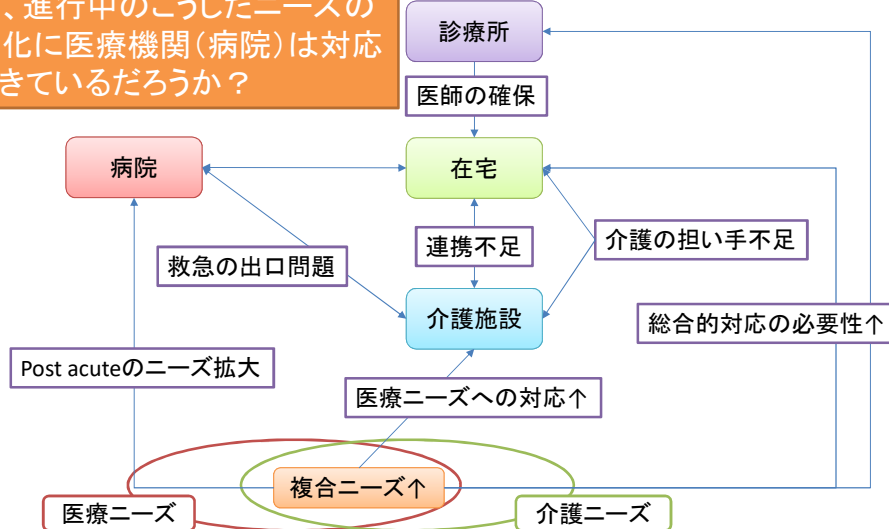 、進行中のこうしたニーズの
化に医療機関（病院）は対応
きているだろうか？
診療所
医師の確保
病院
在宅
連携不足
介護の担い手不足
救急の出口問題
介護施設
総合的対応の必要性↑
Post acuteのニーズ拡大
医療ニーズへの対応↑
複合ニーズ↑
医療ニーズ
介護ニーズ